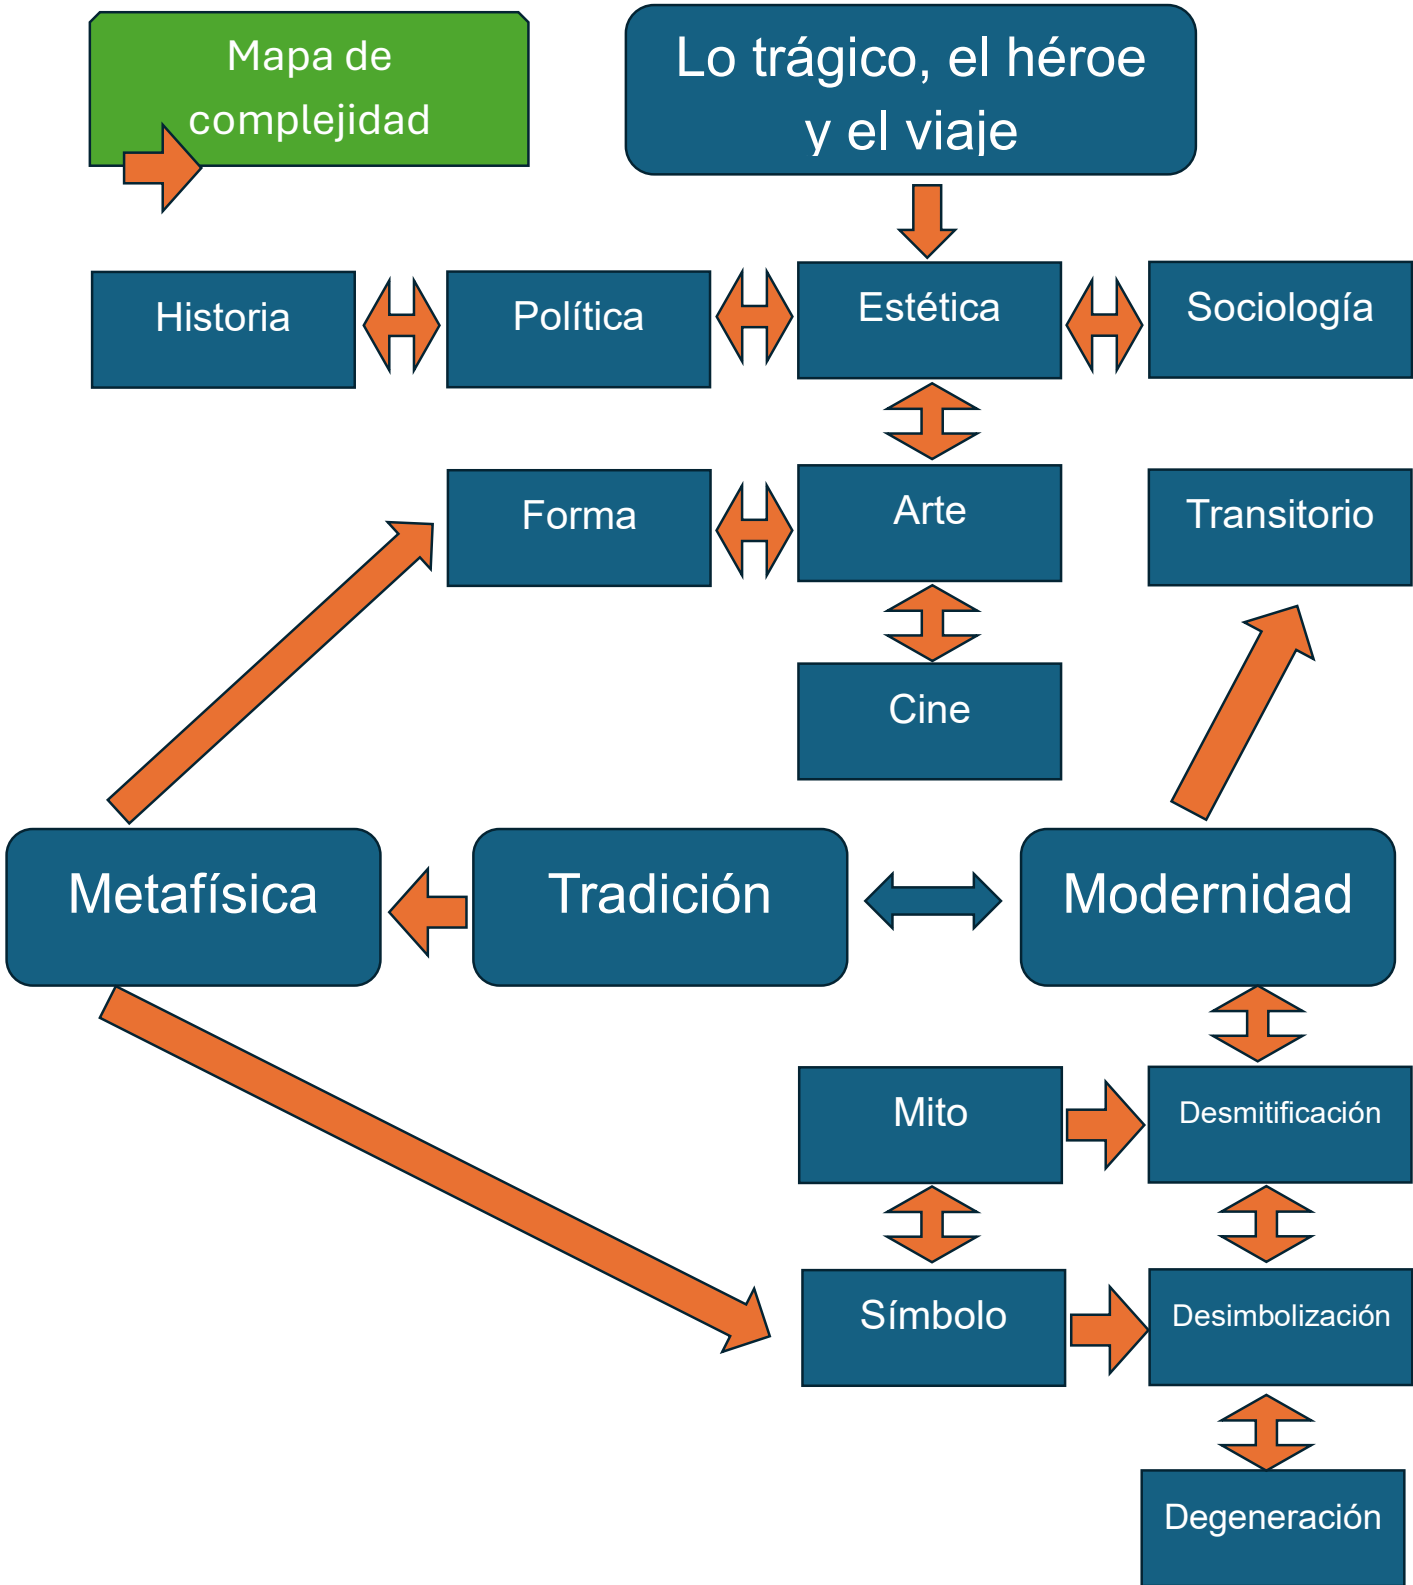 Mapa de
complejidad
Lo trágico, el héroe
y el viaje
Historia
Política
Estética
Sociología
Forma
Arte
Transitorio
Cine
Metafísica
Tradición
Modernidad
Mito
Desmitificación
Símbolo
Desimbolización
Degeneración